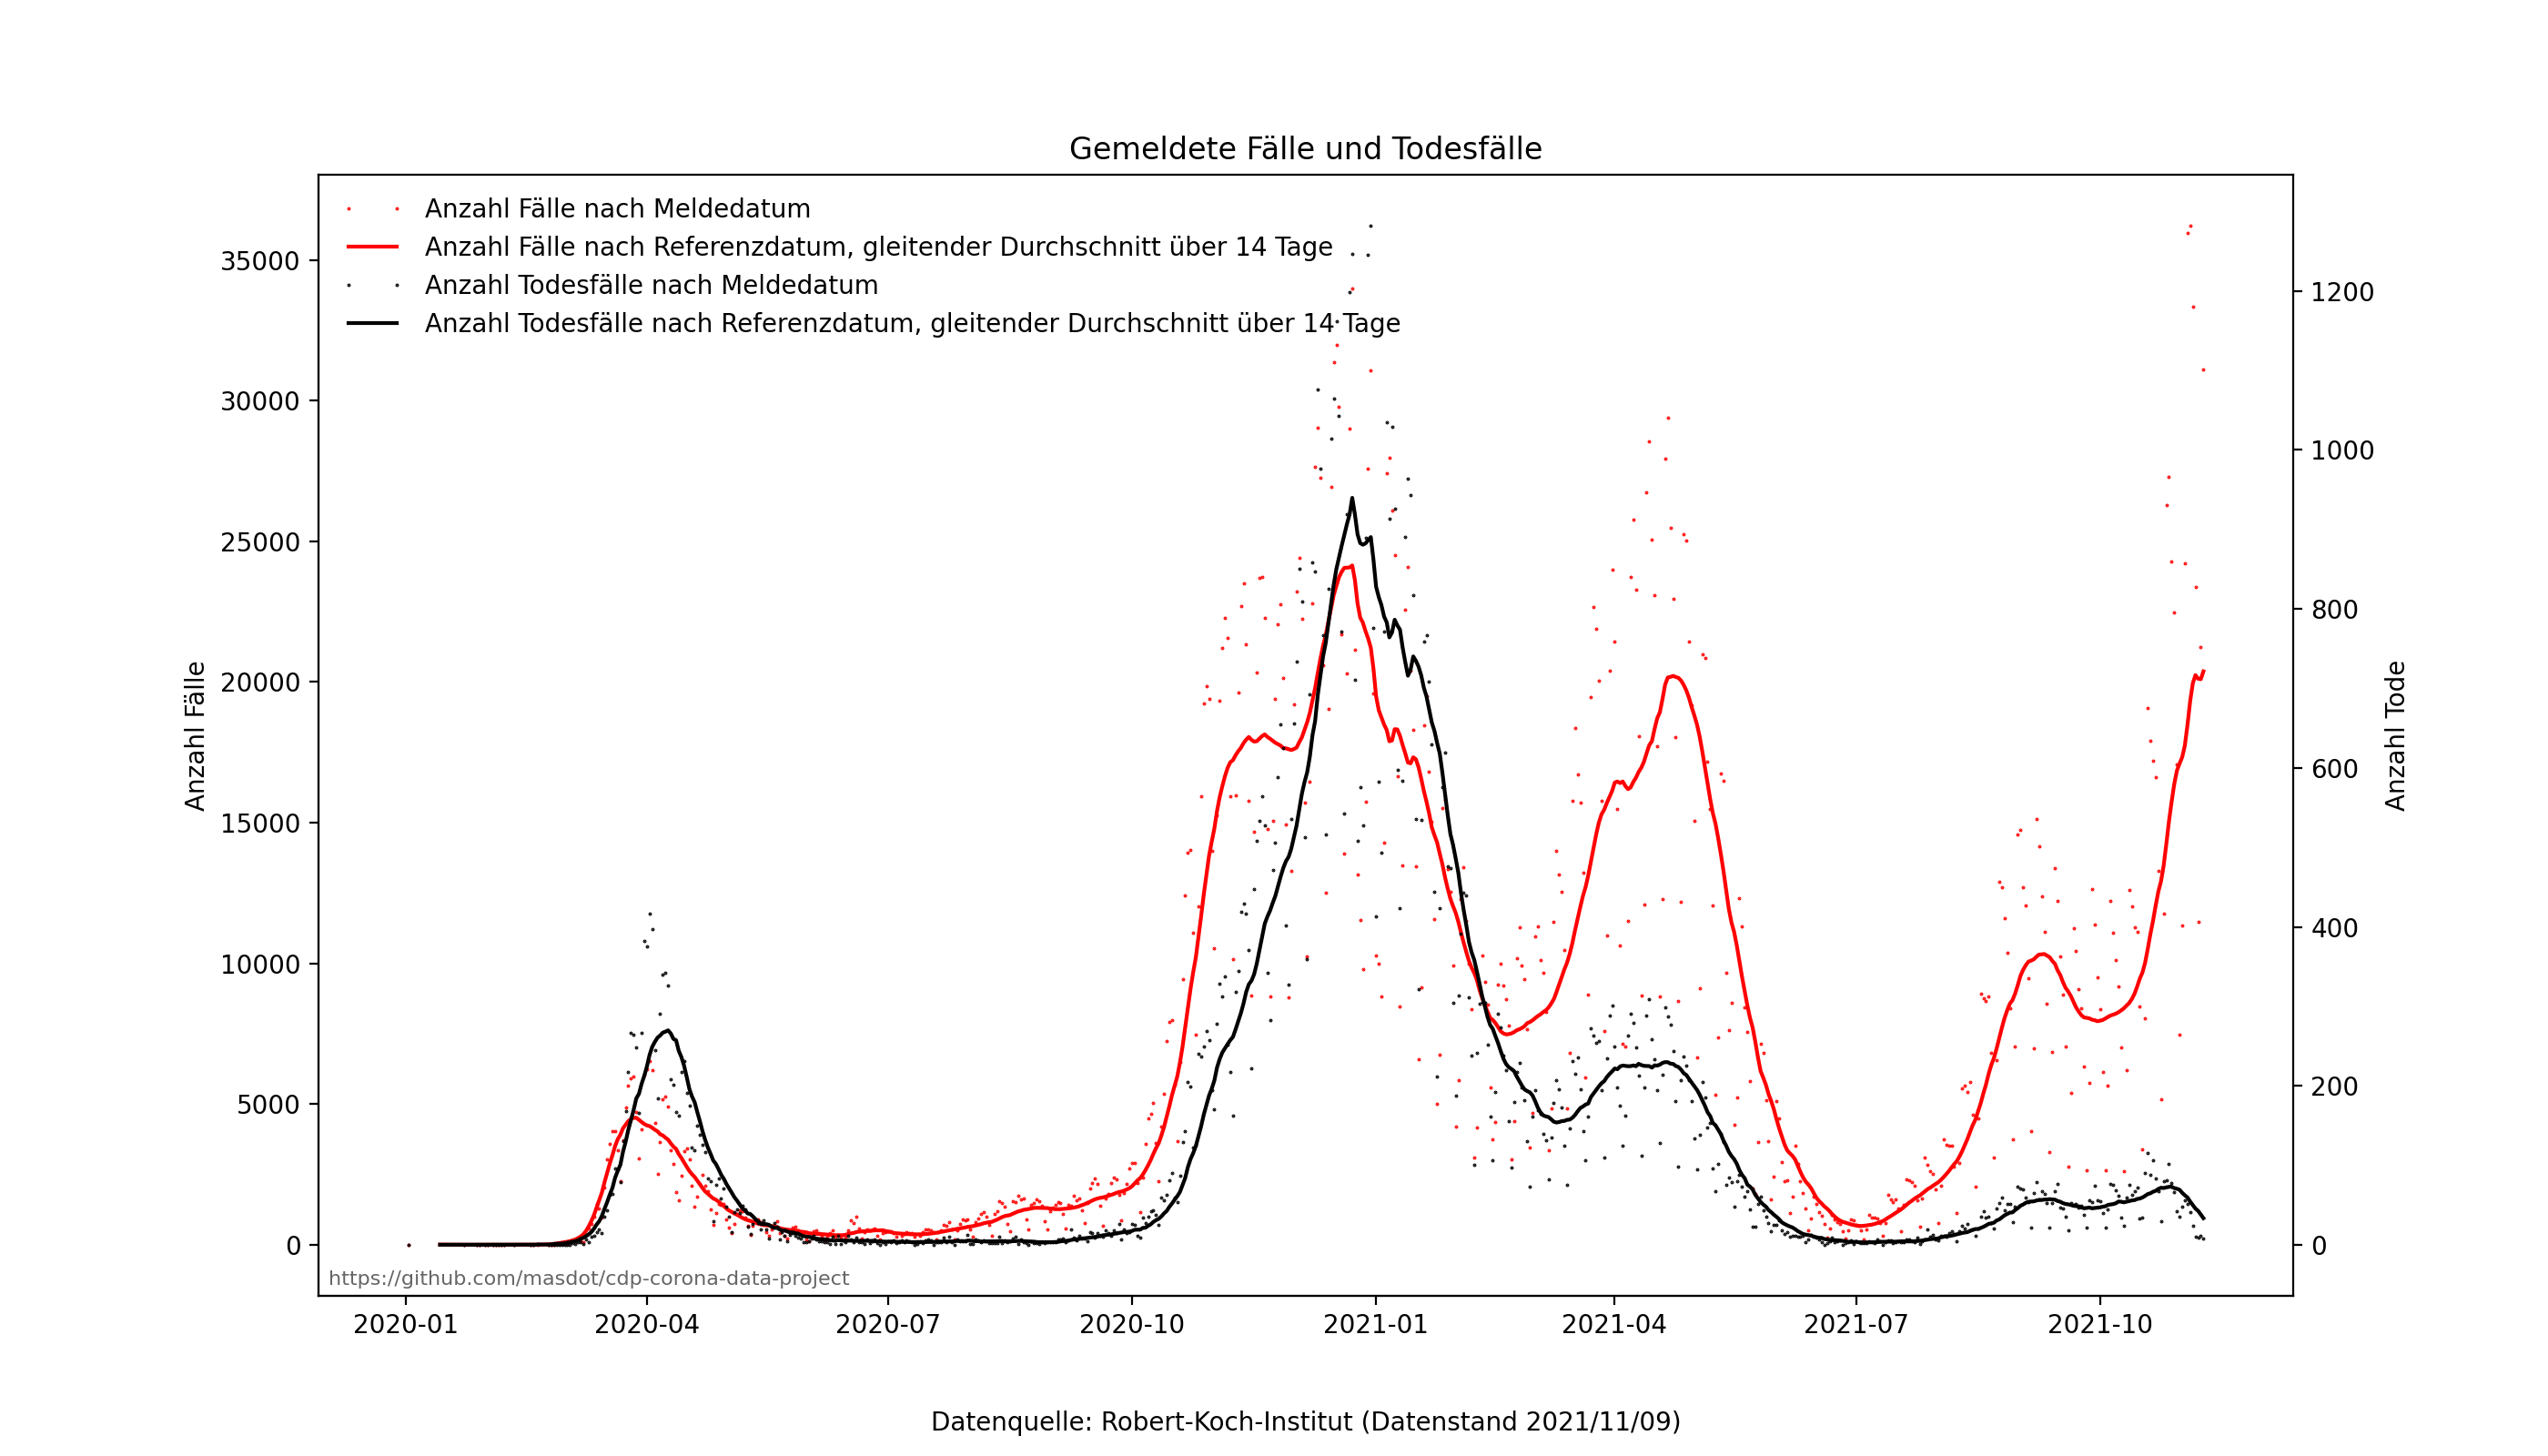 Gemeldete Fälle und Todesfälle
Anzahl Fälle nach Meldedatum
Anzahl Fälle nach Referenzdatum, gleitender Durchschnitt über 14 Tage
Anzahl Todesfälle nach Meldedatum
Anzahl Todesfälle nach Referenzdatum, gleitender Durchschnitt über 14 Tage
Anzahl Fälle
35000
30000
25000
20000
15000
10000
5000
0
1200
1000
800
600
400
200
0
Anzahl Tode
https://github.com/masdot/cdp-corona-data-project
2020-01 2020-04 2020-07 2020-10 2021-01 2021-04 2021-07 2021-10
Datenquelle: Robert-Koch-Institut (Datenstand 2021/11/09)